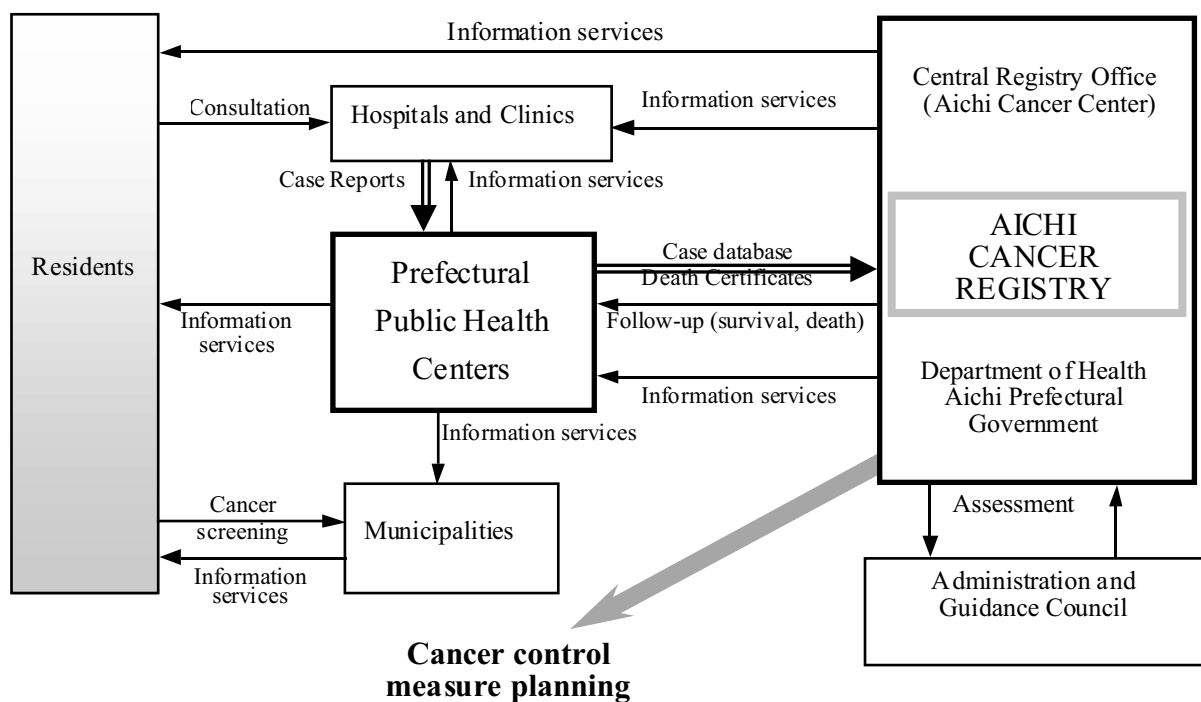 Information services
Central Registry Office
(Aichi Cancer Center)
Consultation
Hospitals and Clinics
Information services
Case Reports
Information services
Residents
Prefectural
Public Health
Centers
Case database
Death Certificates
AICHI
CANCER
REGISTRY
Information
services
Follow-up (survival, death)
Information services
Department of Health
Aichi Prefectural
Government
Information services
Cancer
screening
Municipalities
Assessment
Information
services
Administration and
Guidance Council
Cancer control
measure planning